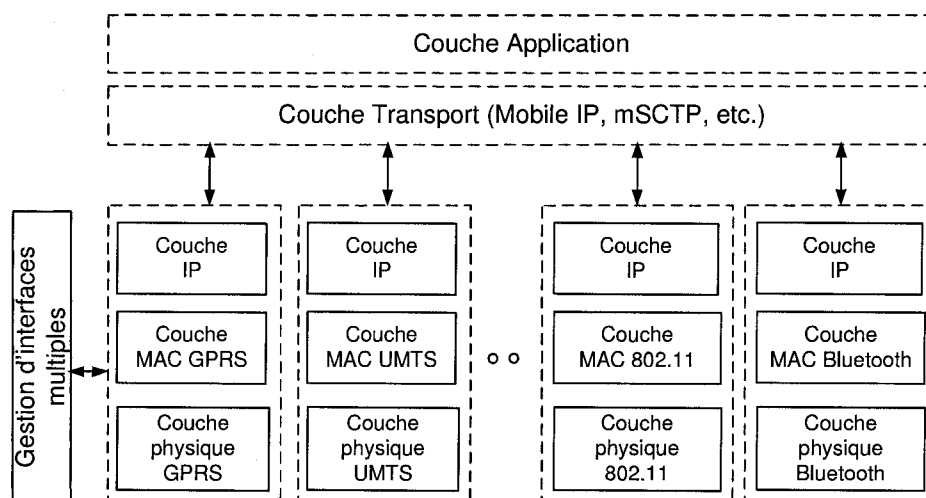 Couche Application
Couche Transport (Mobile IP, mSCTP, etc.)
Gestion d"interfaces
multiples
Couche
IP
Couche
MAC GPRS
Couche
physique
GPRS
Couche
IP
Couche
MAC UMTS
Couche
physique
UMTS
Couche
IP
Couche
MAC 802.11
Couche
physique
802.11
Couche
IP
Couche
MAC Bluetooth
Couche
physique
Bluetooth